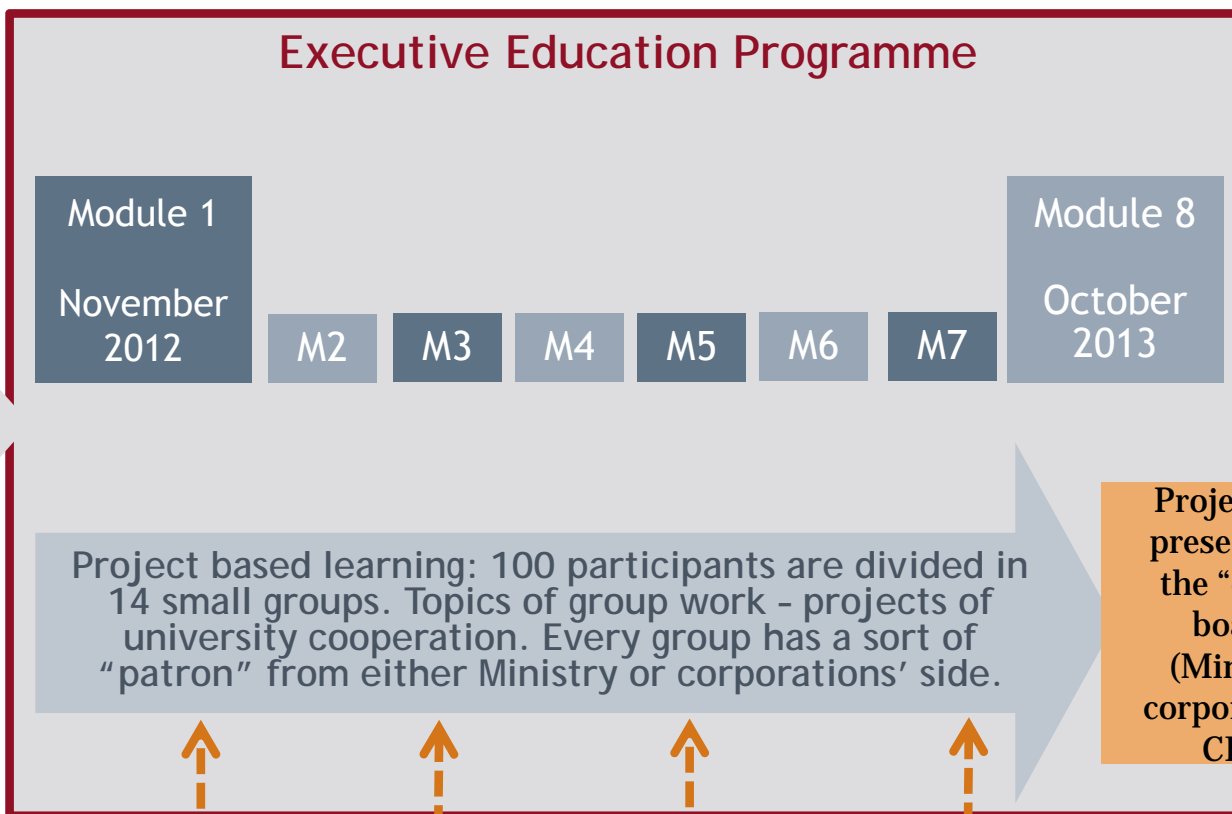 Executive Education Programme
Module 1
November
2012
M2
M3
M4
M5
M6
M7
Module 8
October
2013
Project based learning: 100 participants are divided in
14 small groups. Topics of group work – projects of
university cooperation. Every group has a sort of
“patron” from either Ministry or corporations’ side.
the “